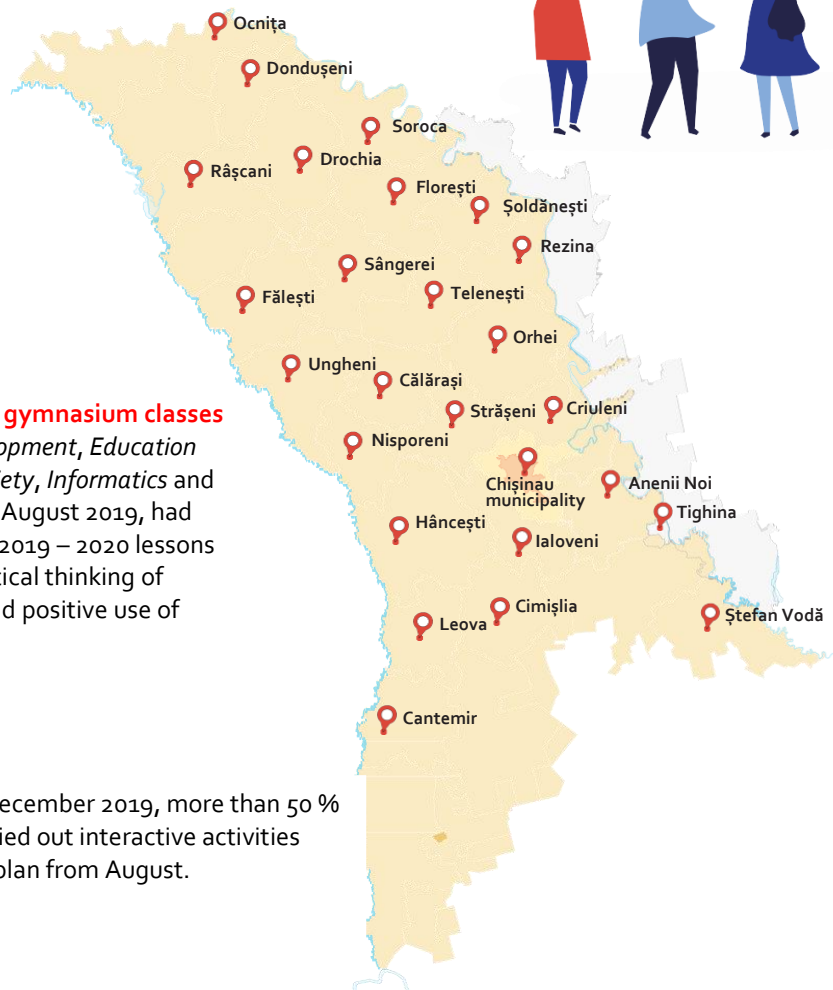 Ocnița
Dondușeni
Soroca
Drochia
Râșcani
Florești
Șoldănești
Rezina
Sângerei
Telenești
Fălești
Orhei
Ungheni
Călărași
Strășeni
Criuleni
Nisporeni
Chișinau
municipality
Anenii Noi
Tighina
Hâncești
Ialoveni
Cimișlia
Leova
Ștefan Vodă
Cantemir
gymnasium classes
opment, Education
iety, Informatics and
August 2019, had
2019 – 2020 lessons
tical thinking of
d positive use of
ecember 2019, more than 50 %
ied out interactive activities
plan from August.